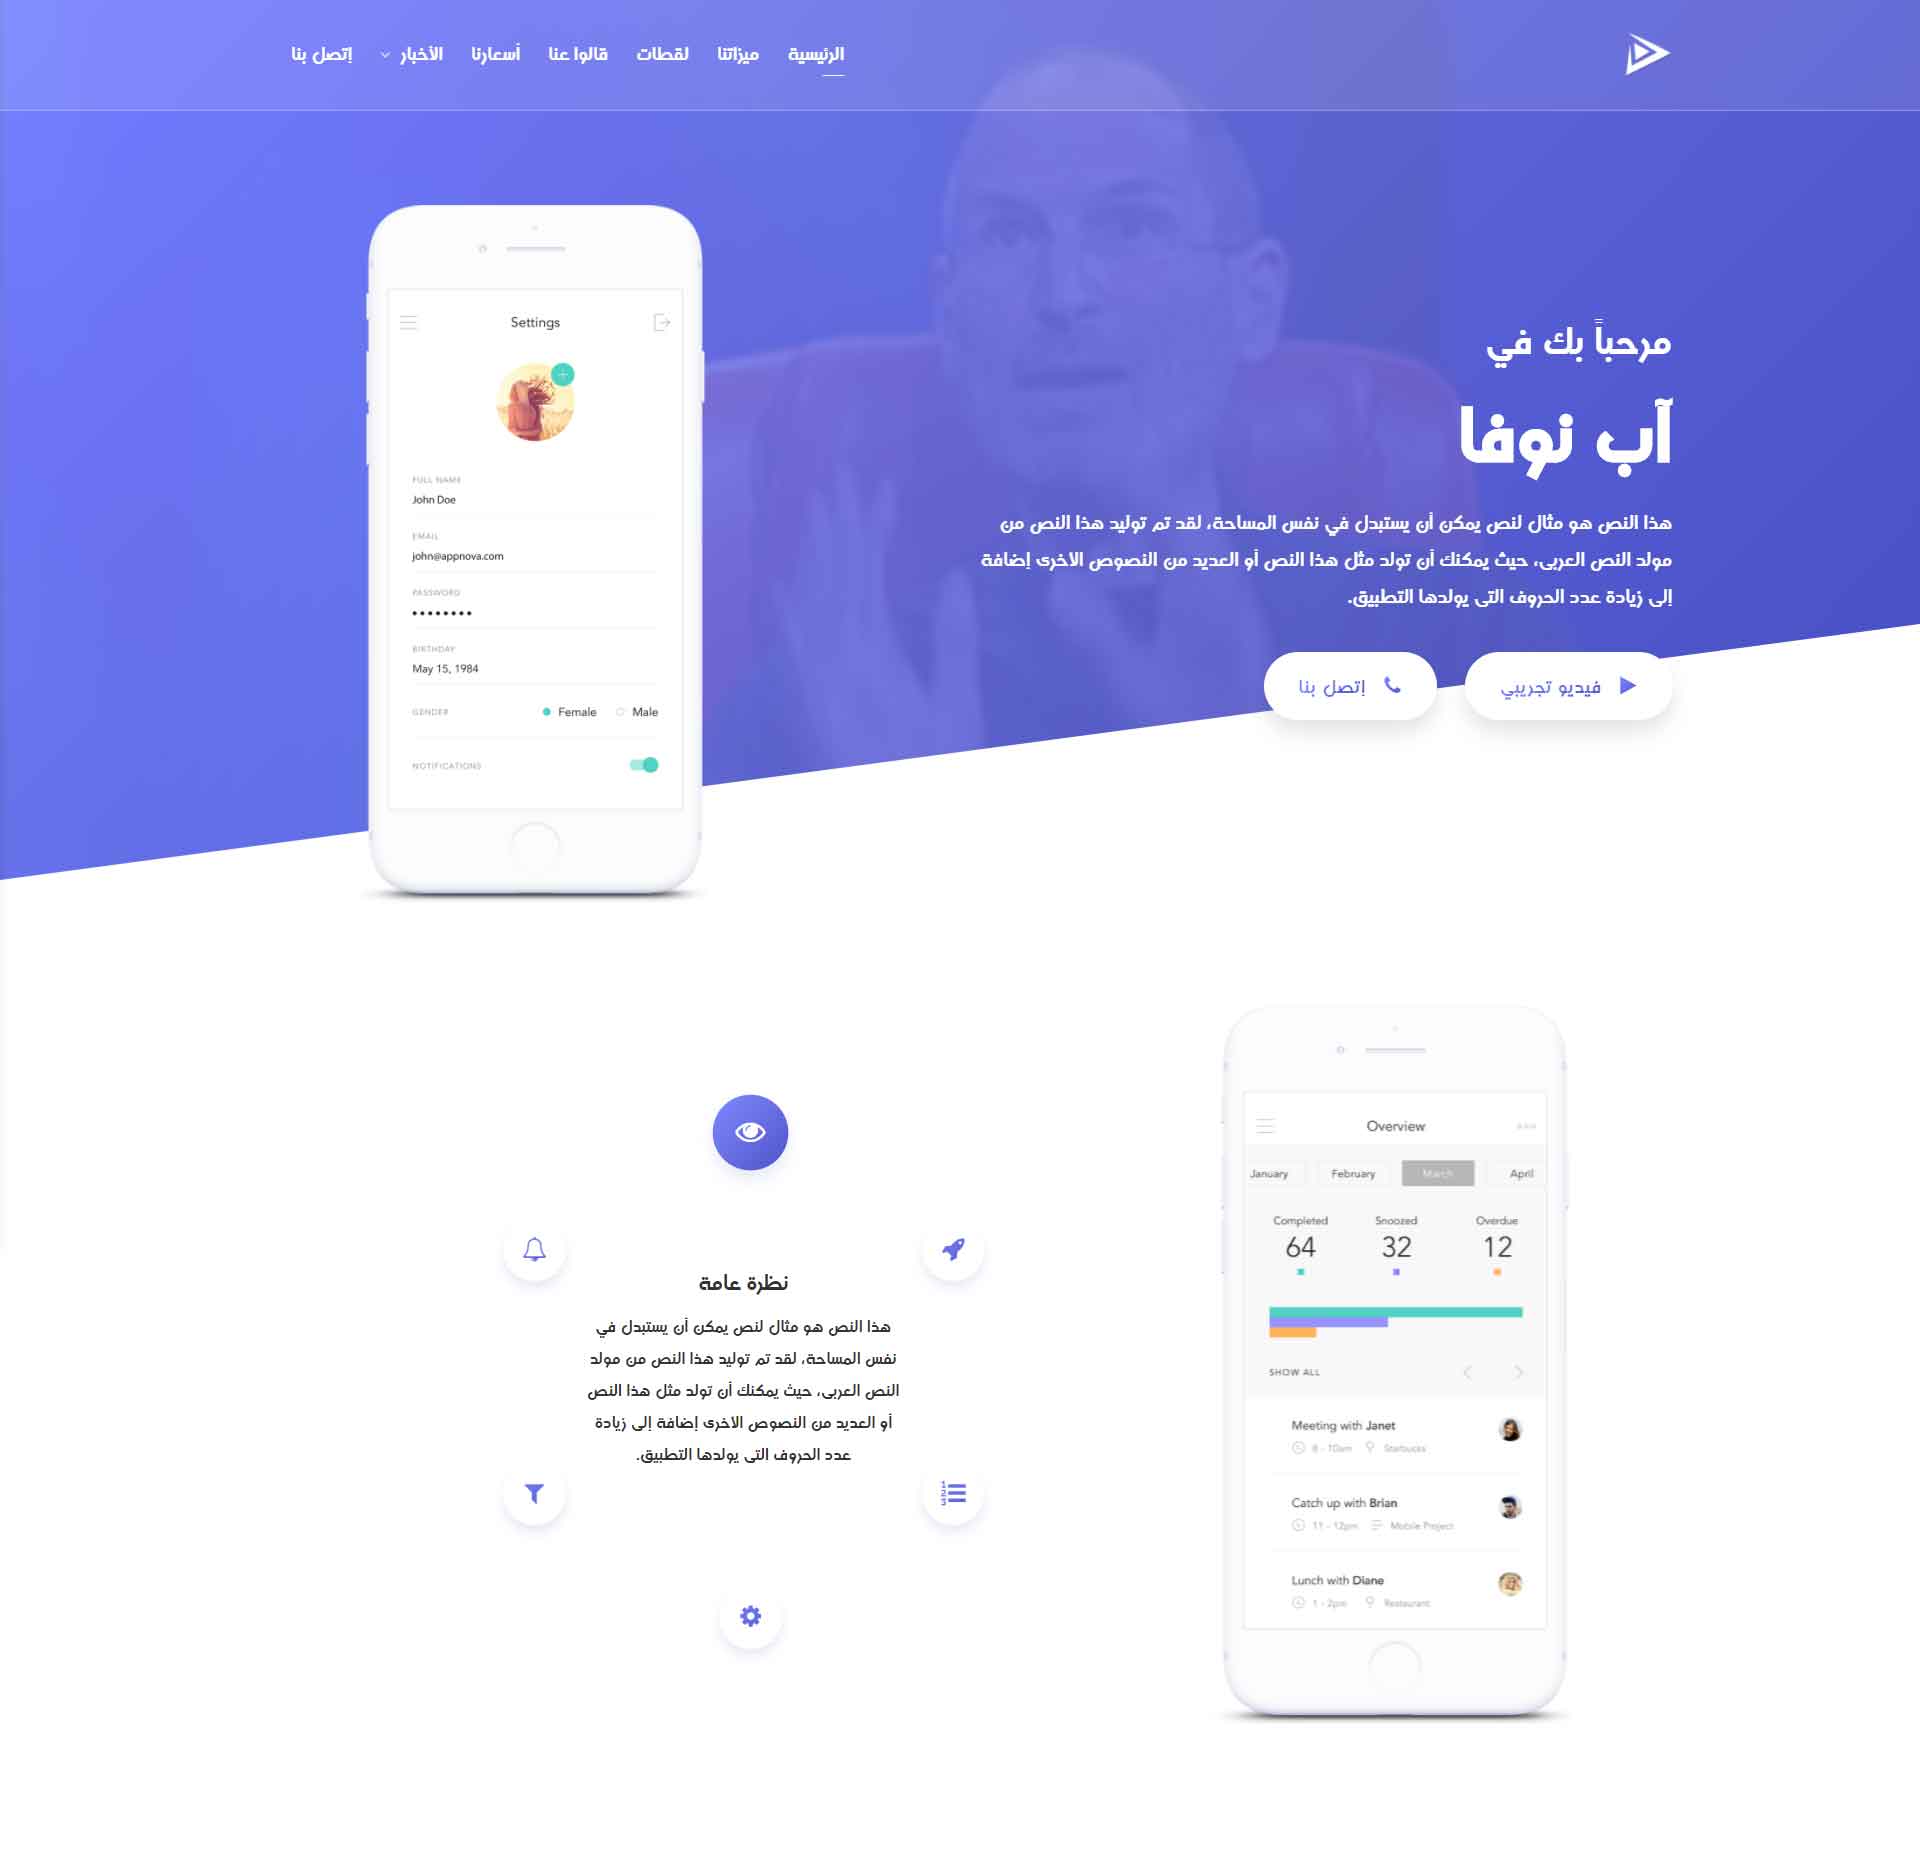 الرئيسية
ميزاتنا
لقطات
قالوا عنا
أسعارنا
الأخبار
إتصل بنا
مرحباً بك في
آب نوفا
هذا النص هو مثال لنص يمكن أن يستبدل في نفس المساحة، لقد تم توليد هذا النص من
مولد النص العربى، حيث يمكنك أن تولد مثل هذا النص أو العديد من النصوص الاخرى إضافة
إلى زيادة عدد الحروف التى يولدها التطبيق.
فيديو تجريبي
إتصل بنا
Settings
FULL NAME
John Doe
EMAIL
john@appnova.com
PASSWORD
••••••••
BIRTHDAY
May 15, 1984
GENDER Female Male
NOTIFICATIONS
Overview
January February March April
Completed Snoozed Overdue
64 32 12
SHOW ALL
Meeting with Janet
8 - 10am Starbucks
Catch up with Brian
11 - 12pm Mobile Project
Lunch with Diane
1 - 2pm Restaurant
نظرة عامة
هذا النص هو مثال لنص يمكن أن يستبدل في
نفس المساحة، لقد تم توليد هذا النص من مولد
النص العربى، حيث يمكنك أن تولد مثل هذا النص
أو العديد من النصوص الاخرى إضافة إلى زيادة
عدد الحروف التى يولدها التطبيق.